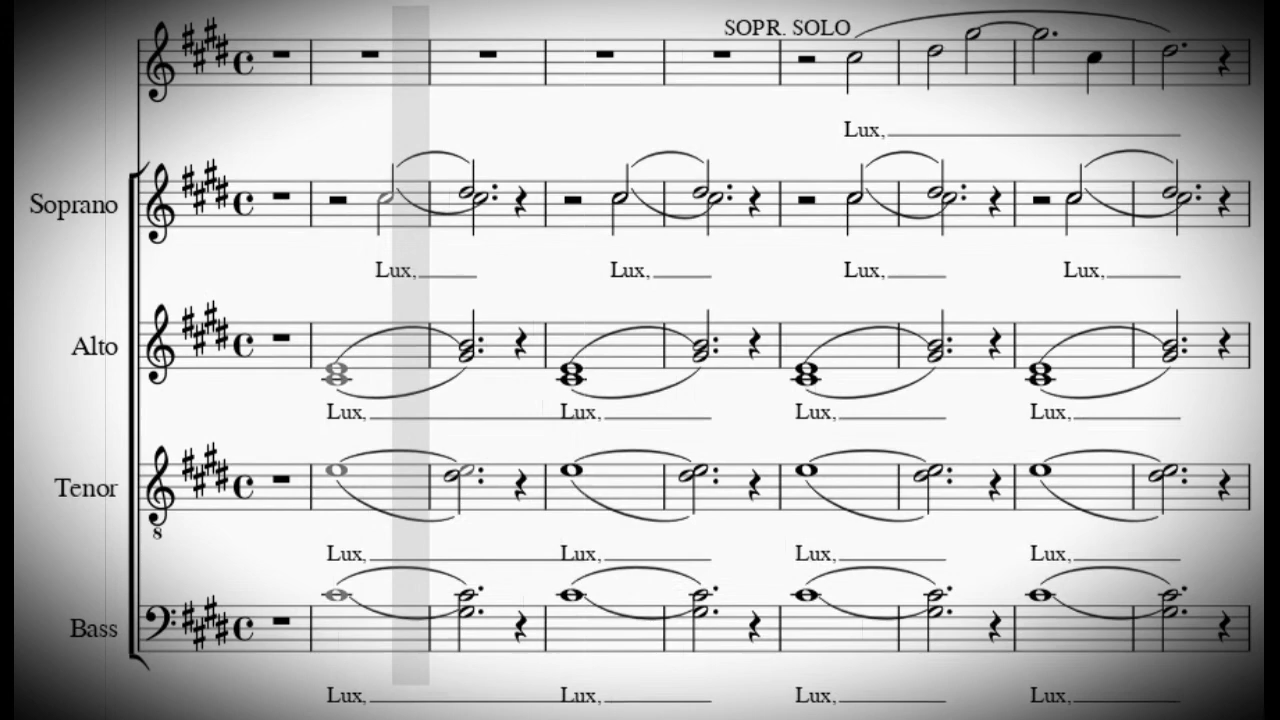 SOPR. SOLO
Lux,
Soprano
Lux, Lux, Lux, Lux,
Alto
Lux, Lux, Lux, Lux,
Tenor
8
Lux, Lux, Lux, Lux,
Bass
Lux, Lux, Lux, Lux,